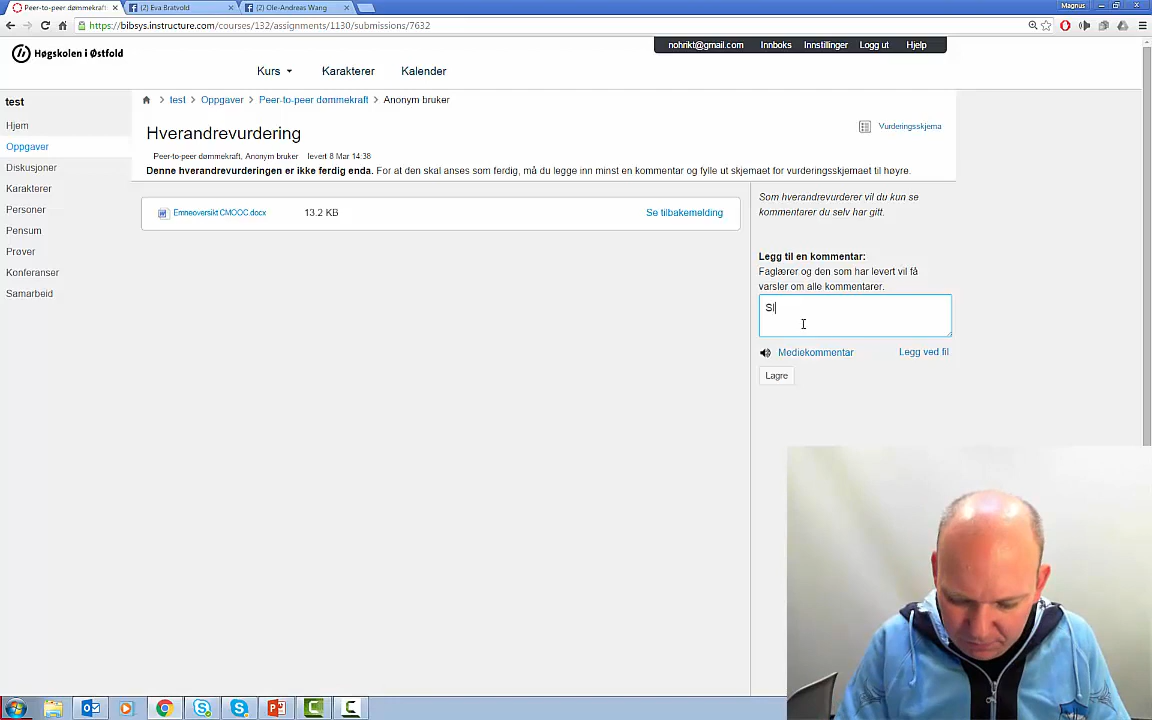 Magnus
Peer-to-peer dømmekraft:
(2) Eva Bratvold
(2) Ole-Andreas Wang
https://bibsys.instructure.com/courses/132/assignments/1130/submissions/7632
Høgskolen i Østfold
nohrikt@gmail.com Innboks Innstillinger Logg ut Hjelp
Kurs Karakterer Kalender
test
test > Oppgaver > Peer-to-peer dømmekraft > Anonym bruker
Hjem
Oppgaver
Diskusjoner
Karakterer
Personer
Pensum
Prøver
Konferanser
Samarbeid
Hverandrevurdering
Vurderingsskjema
Peer-to-peer dømmekraft, Anonym bruker levert 8 Mar 14:38
Denne hverandrevurderingen er ikke ferdig enda. For at den skal anses som ferdig, må du legge inn minst en kommentar og fylle ut skjemaet for vurderingsskjemaet til høyre.
Emneoversikt CMOOC.docx 13.2 KB Se tilbakemelding
Som hverandrevurderer vil du kun se
kommentarer du selv har gitt.
Legg til en kommentar:
Faglærer og den som har levert vil få
varsler om alle kommentarer.
Sl
Mediekommentar Legg ved fil
Lagre